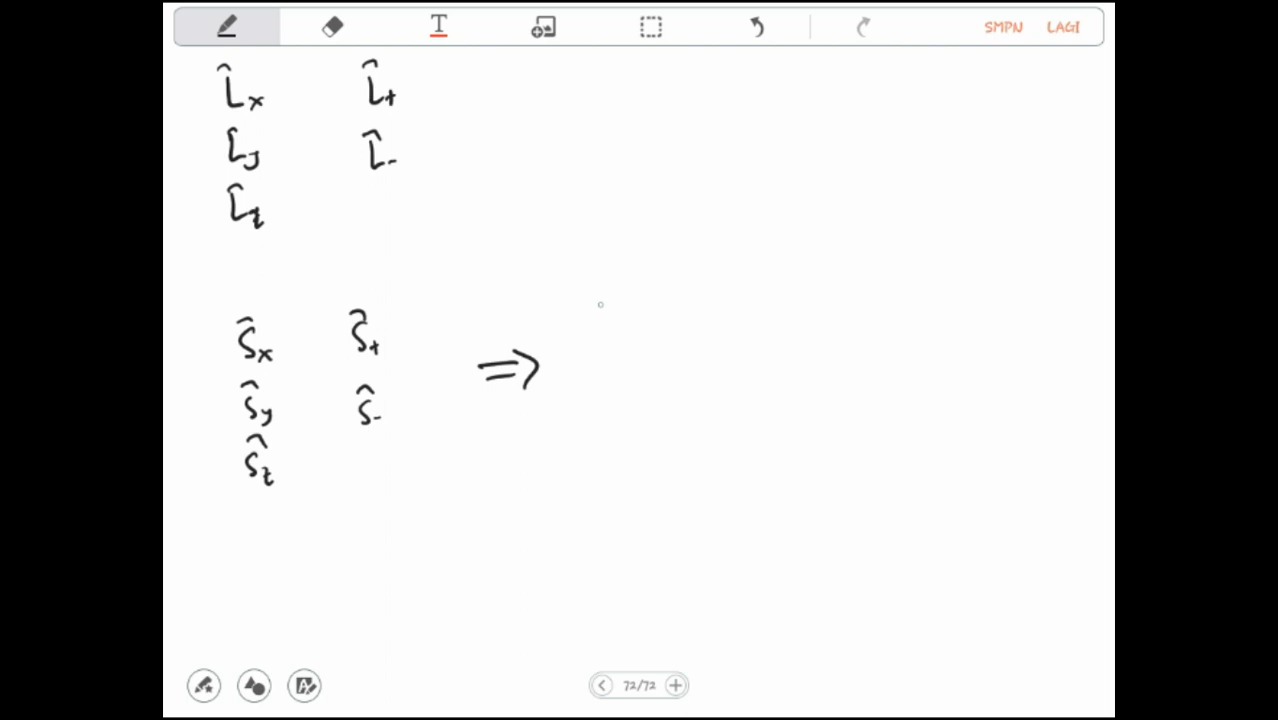 T SMPN LAGI
L̂x L̂+
L̂y L̂-
L̂z
Ŝx Ŝ+
⇒
Ŝy Ŝ-
Ŝz
72/72